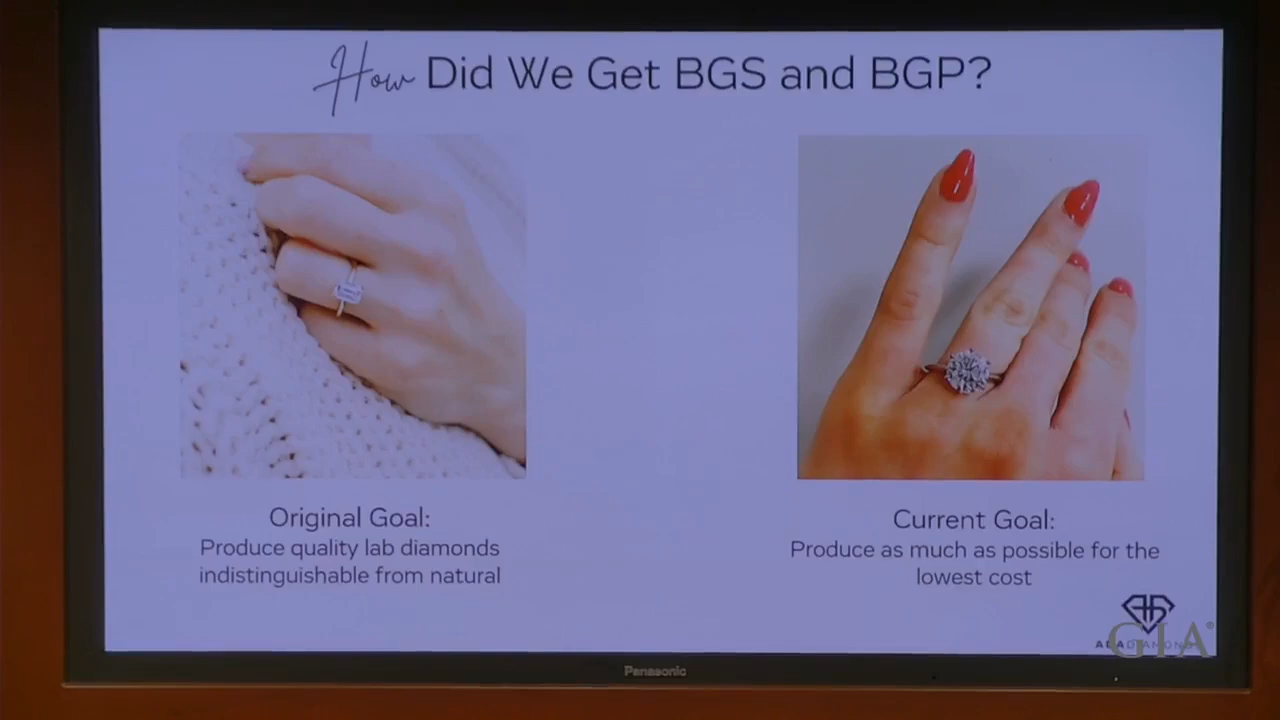 How Did We Get BGS and BGP?
Original Goal:
Produce quality lab diamonds
indistinguishable from natural
Current Goal:
Produce as much as possible for the
lowest cost
GIA®
Panasonic